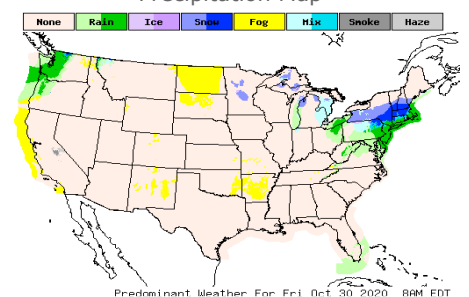 Precipitation Map
None Rain Ice Snow Fog Mix Smoke Haze
Predominant Weather For Fri Oct 30 2020 8AM EDT